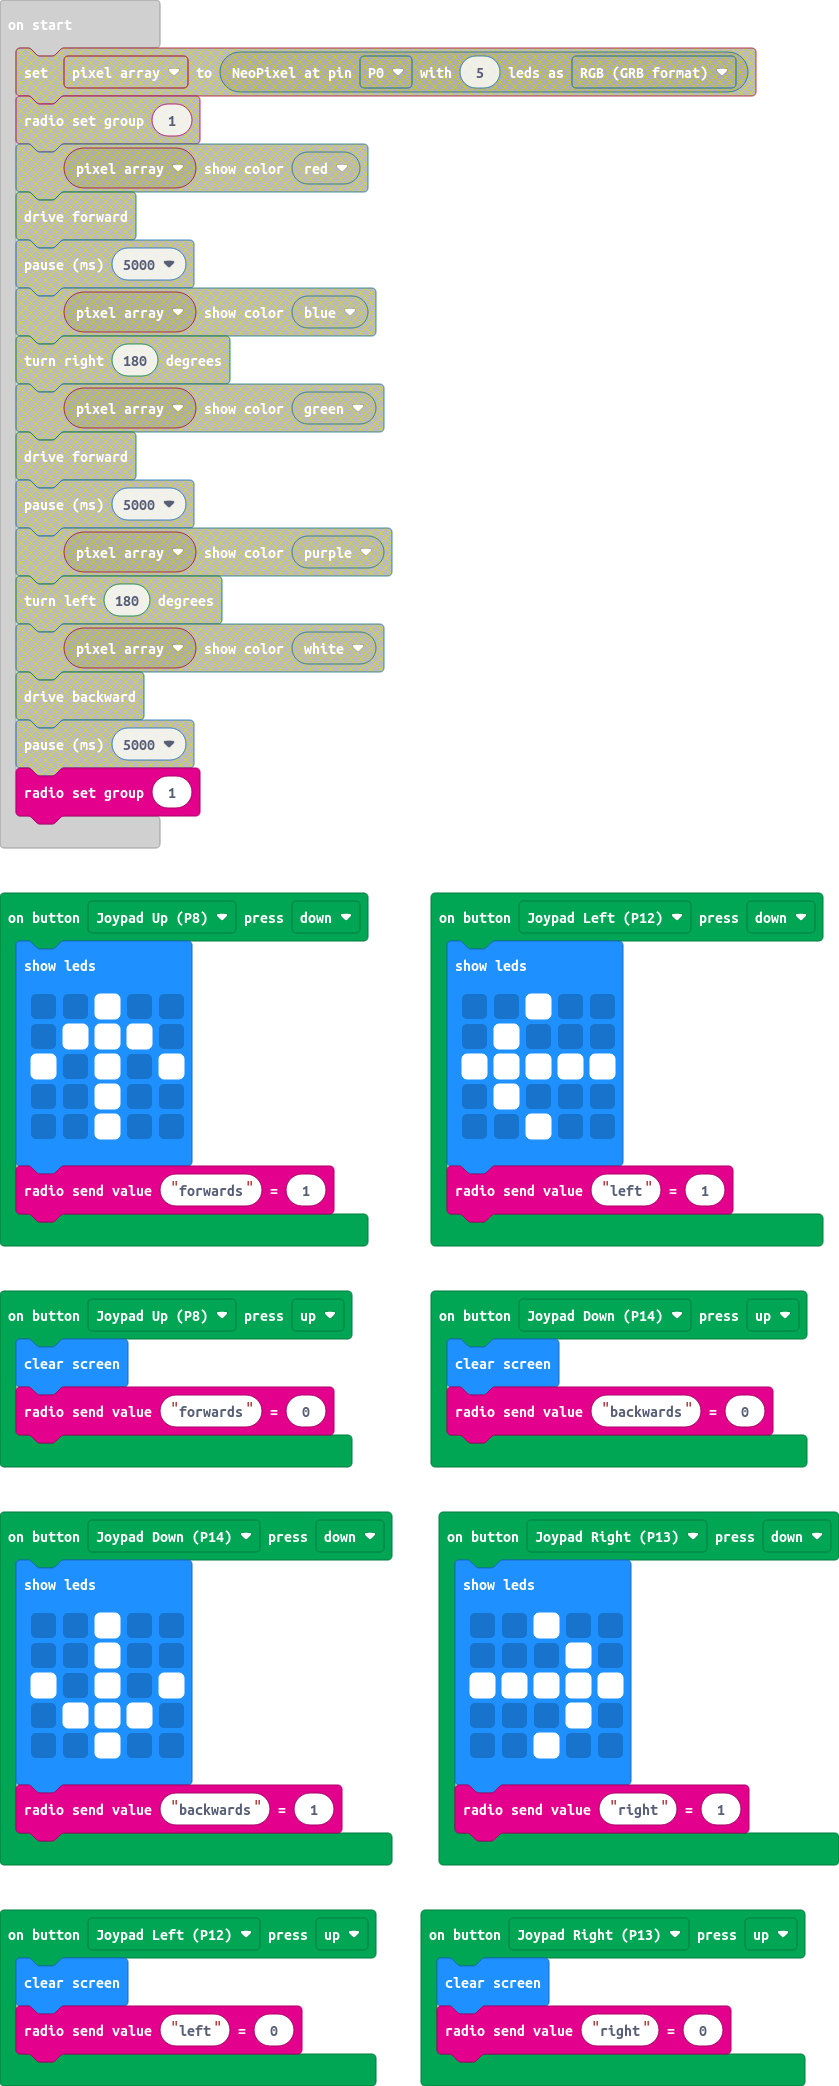 on start
set pixel array to NeoPixel at pin P0 with 5 leds as RGB (GRB format)
radio set group 1
pixel array show color red
drive forward
pause (ms) 5000
pixel array show color blue
turn right 180 degrees
pixel array show color green
drive forward
pause (ms) 5000
pixel array show color purple
turn left 180 degrees
pixel array show color white
drive backward
pause (ms) 5000
radio set group 1
on button Joypad Up (P8) press down
show leds
radio send value "forwards" = 1
on button Joypad Left (P12) press down
show leds
radio send value "left" = 1
on button Joypad Up (P8) press up
clear screen
radio send value "forwards" = 0
on button Joypad Down (P14) press up
clear screen
radio send value "backwards" = 0
on button Joypad Down (P14) press down
show leds
radio send value "backwards" = 1
on button Joypad Right (P13) press down
show leds
radio send value "right" = 1
on button Joypad Left (P12) press up
clear screen
radio send value "left" = 0
on button Joypad Right (P13) press up
clear screen
radio send value "right" = 0